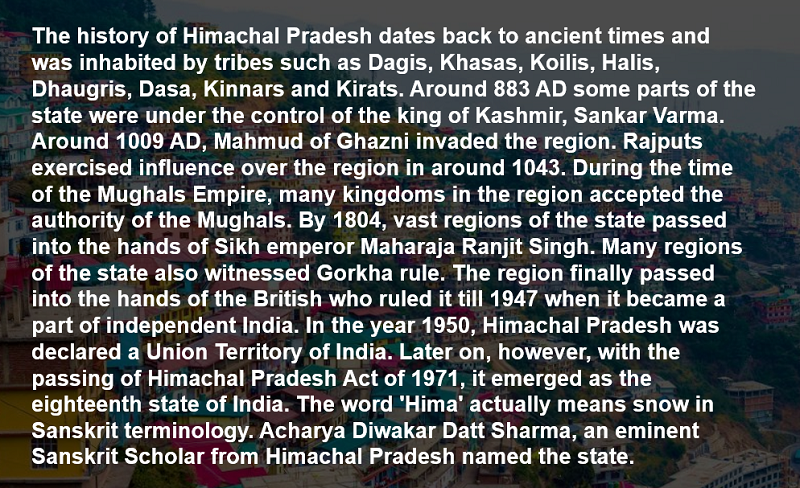 The history of Himachal Pradesh dates back to ancient times and
was inhabited by tribes such as Dagis, Khasas, Koilis, Halis,
Dhaugris, Dasa, Kinnars and Kirats. Around 883 AD some parts of the
state were under the control of the king of Kashmir, Sankar Varma.
Around 1009 AD, Mahmud of Ghazni invaded the region. Rajputs
exercised influence over the region in around 1043. During the time
of the Mughals Empire, many kingdoms in the region accepted the
authority of the Mughals. By 1804, vast regions of the state passed
into the hands of Sikh emperor Maharaja Ranjit Singh. Many regions
of the state also witnessed Gorkha rule. The region finally passed
into the hands of the British who ruled it till 1947 when it became a
part of independent India. In the year 1950, Himachal Pradesh was
declared a Union Territory of India. Later on, however, with the
passing of Himachal Pradesh Act of 1971, it emerged as the
eighteenth state of India. The word 'Hima' actually means snow in
Sanskrit terminology. Acharya Diwakar Datt Sharma, an eminent
Sanskrit Scholar from Himachal Pradesh named the state.